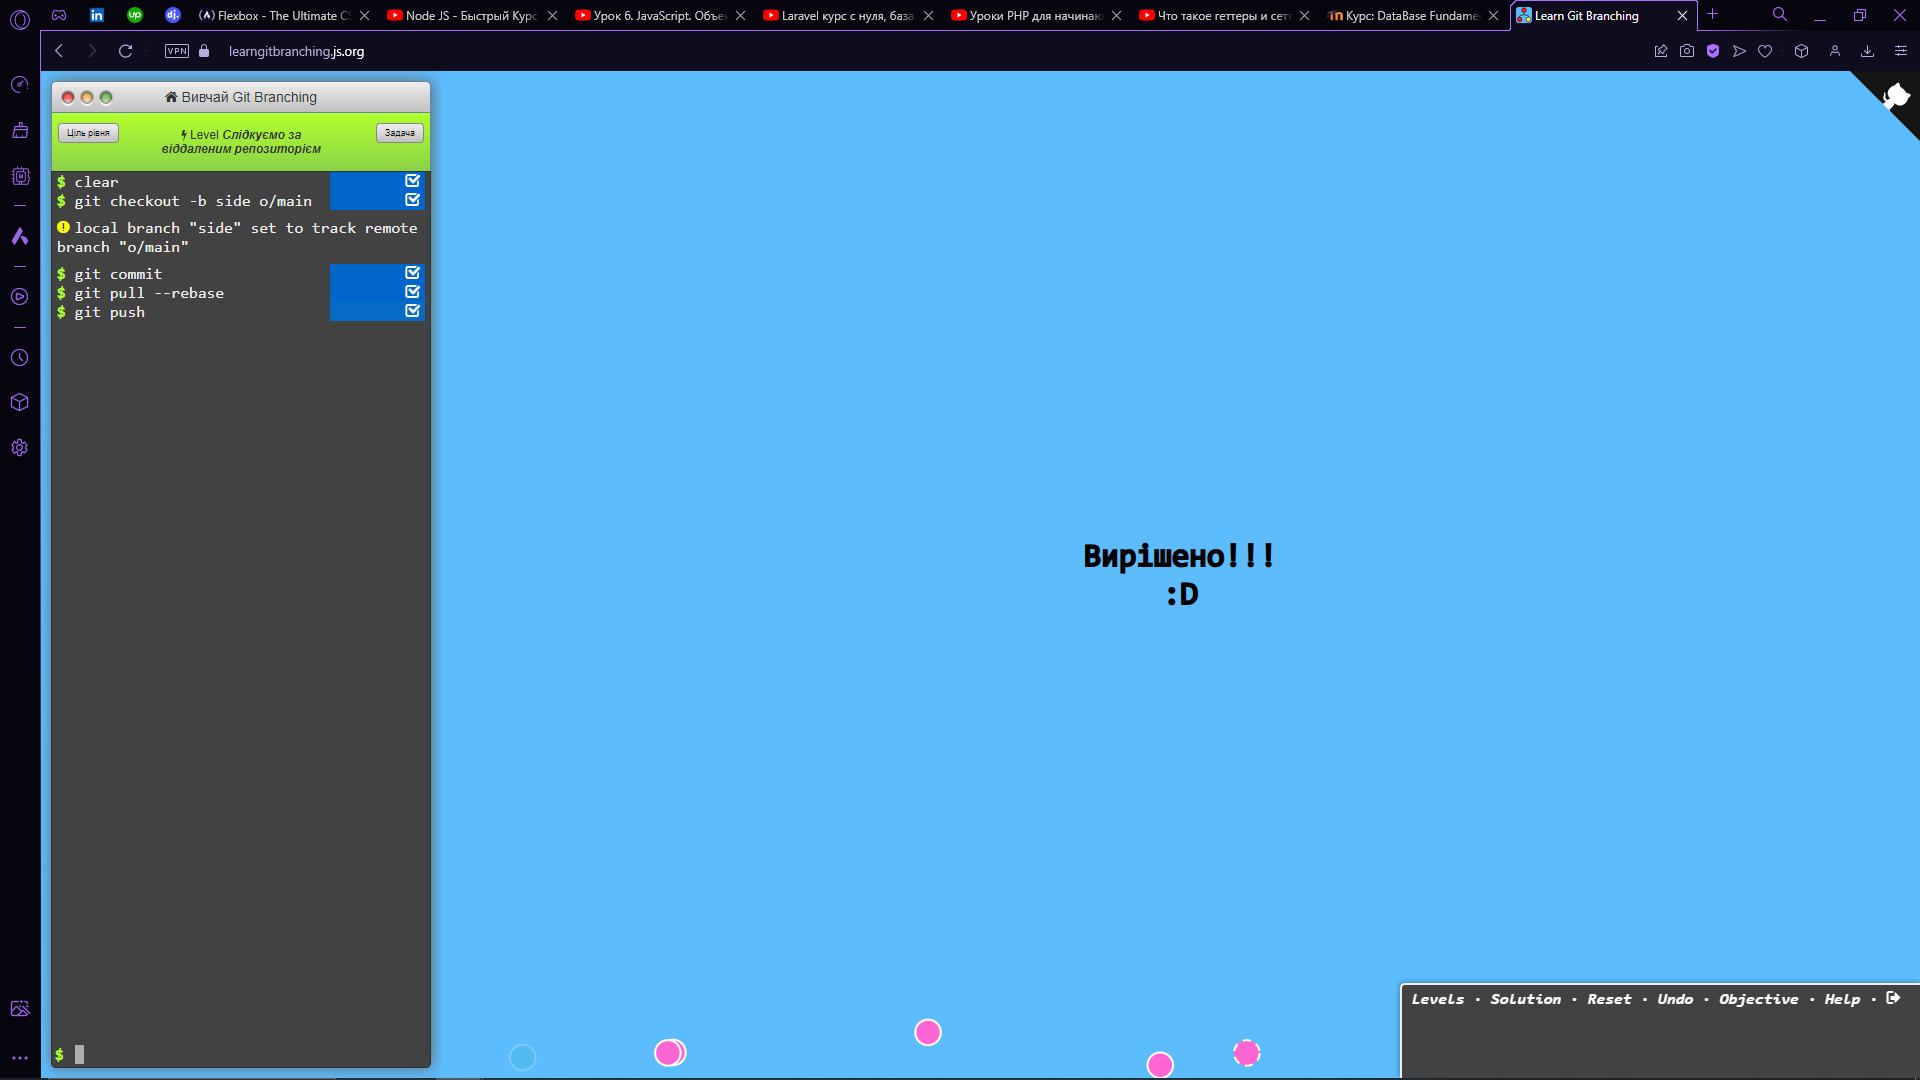 Flexbox - The Ultimate CS
Node JS - Быстрый Курс
Урок 6. JavaScript. Объе
Laravel курс с нуля, база.
Уроки PHP для начинаю
Что такое геттеры и сетт
Курс: DataBase Fundame
Learn Git Branching
VPN
learngitbranching.js.org
Вивчай Git Branching
Ціль рівня
Level Слідкуємо за
віддаленим репозиторієм
Задача
$ clear
$ git checkout -b side o/main
local branch "side" set to track remote
branch "o/main"
$ git commit
$ git pull --rebase
$ git push
$
Вирішено!!!
:D
Levels · Solution · Reset · Undo · Objective · Help ·